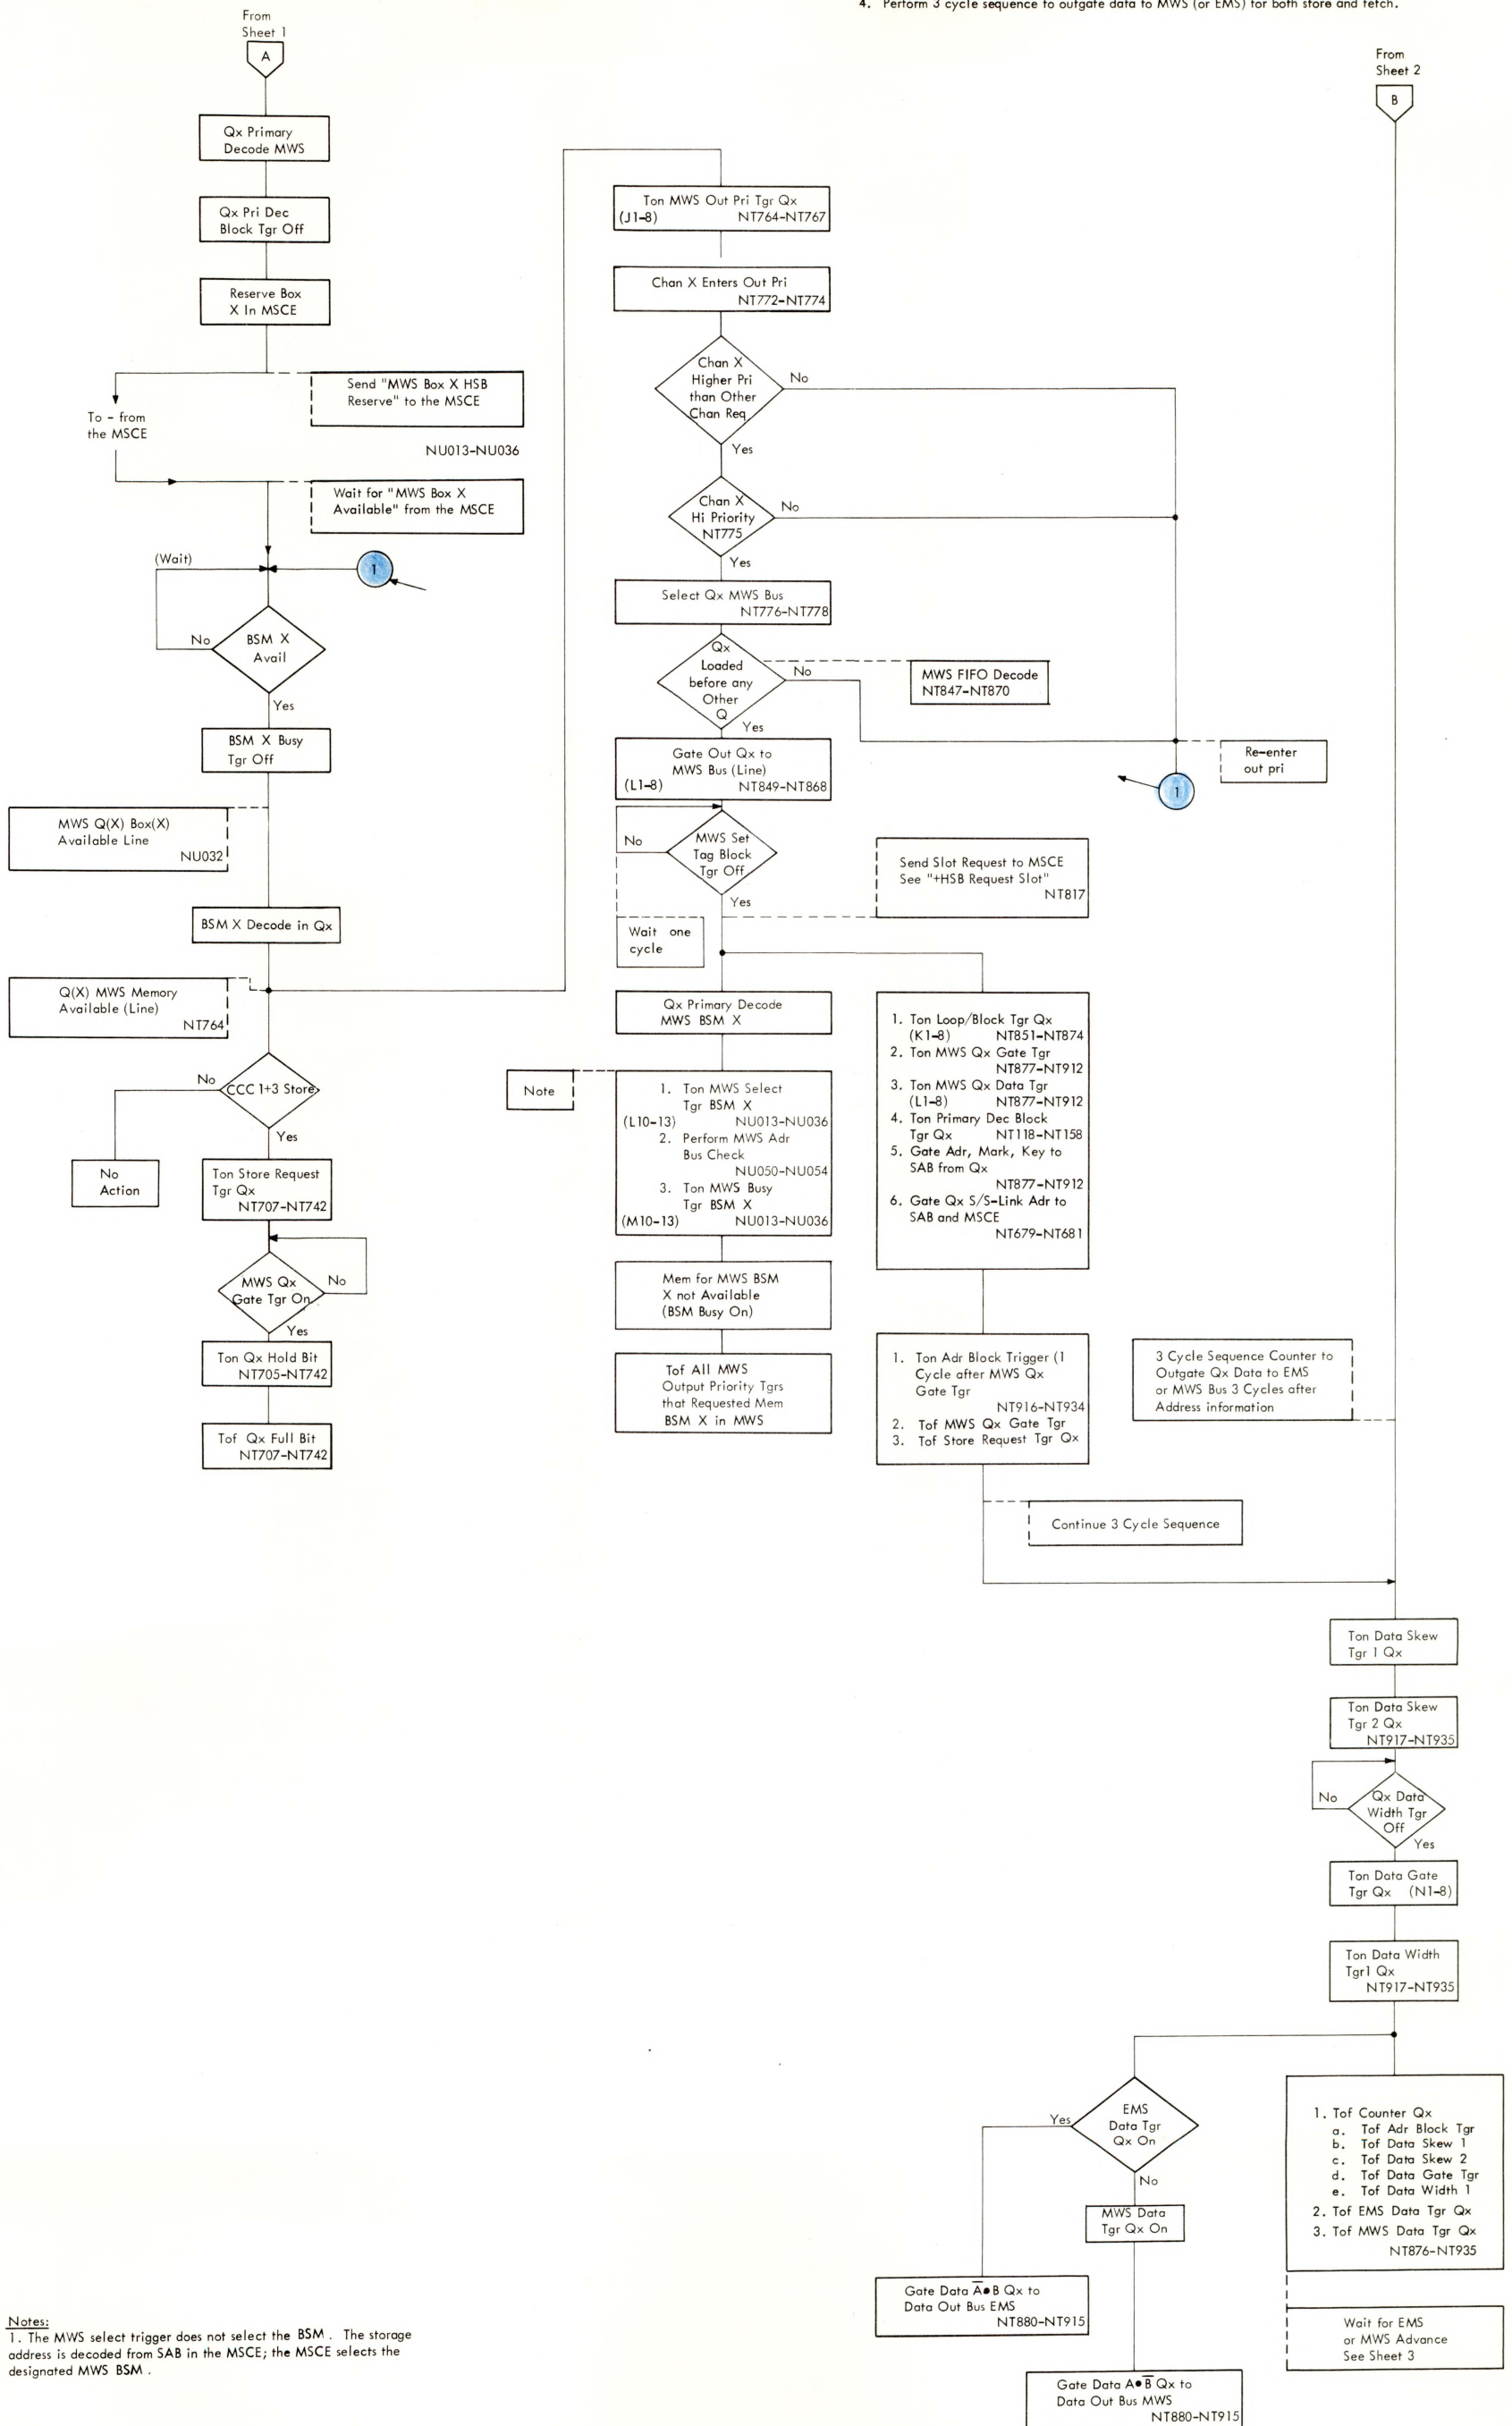 4. Perform 3 cycle sequence to outgate data to MWS (or EMS) for both store and fetch.
From
Sheet 1
A
Qx Primary
Decode MWS
Qx Pri Dec
Block Tgr Off
Reserve Box
X In MSCE
Send "MWS Box X HSB
Reserve" to the MSCE
To - from
the MSCE
NU013-NU036
Wait for "MWS Box X
Available" from the MSCE
(Wait)
1
No
BSM X
Avail
Yes
BSM X Busy
Tgr Off
MWS Q(X) Box(X)
Available Line
NU032
BSM X Decode in Qx
Q(X) MWS Memory
Available (Line)
NT764
No
CCC 1+3 Store
Yes
No
Action
Ton Store Request
Tgr Qx
NT707-NT742
MWS Qx
Gate Tgr On
No
Yes
Ton Qx Hold Bit
NT705-NT742
Tof Qx Full Bit
NT707-NT742
Ton MWS Out Pri Tgr Qx
(J1-8) NT764-NT767
Chan X Enters Out Pri
NT772-NT774
Chan X
Higher Pri
than Other
Chan Req
No
Yes
Chan X
Hi Priority
NT775
No
Yes
Select Qx MWS Bus
NT776-NT778
Qx
Loaded
before any
Other
Q
No
Yes
MWS FIFO Decode
NT847-NT870
Gate Out Qx to
MWS Bus (Line)
(L1-8) NT849-NT868
Re-enter
out pri
1
No
MWS Set
Tag Block
Tgr Off
Yes
Send Slot Request to MSCE
See "+HSB Request Slot"
NT817
Wait one
cycle
Qx Primary Decode
MWS BSM X
Note
1. Ton MWS Select
Tgr BSM X
(L10-13) NU013-NU036
2. Perform MWS Adr
Bus Check
NU050-NU054
3. Ton MWS Busy
Tgr BSM X
(M10-13) NU013-NU036
Mem for MWS BSM
X not Available
(BSM Busy On)
Tof All MWS
Output Priority Tgrs
that Requested Mem
BSM X in MWS
1. Ton Loop/Block Tgr Qx
(K1-8) NT851-NT874
2. Ton MWS Qx Gate Tgr
NT877-NT912
3. Ton MWS Qx Data Tgr
(L1-8) NT877-NT912
4. Ton Primary Dec Block
Tgr Qx NT118-NT158
5. Gate Adr, Mark, Key to
SAB from Qx
NT877-NT912
6. Gate Qx S/S-Link Adr to
SAB and MSCE
NT679-NT681
1. Ton Adr Block Trigger (1
Cycle after MWS Qx
Gate Tgr
NT916-NT934
2. Tof MWS Qx Gate Tgr
3. Tof Store Request Tgr Qx
Continue 3 Cycle Sequence
From
Sheet 2
B
3 Cycle Sequence Counter to
Outgate Qx Data to EMS
or MWS Bus 3 Cycles after
Address information
Ton Data Skew
Tgr 1 Qx
Ton Data Skew
Tgr 2 Qx
NT917-NT935
No
Qx Data
Width Tgr
Off
Yes
Ton Data Gate
Tgr Qx (N1-8)
Ton Data Width
Tgr1 Qx
NT917-NT935
Yes
EMS
Data Tgr
Qx On
No
MWS Data
Tgr Qx On
Gate Data A̅•B Qx to
Data Out Bus EMS
NT880-NT915
Gate Data A•B̅ Qx to
Data Out Bus MWS
NT880-NT915
1. Tof Counter Qx
a. Tof Adr Block Tgr
b. Tof Data Skew 1
c. Tof Data Skew 2
d. Tof Data Gate Tgr
e. Tof Data Width 1
2. Tof EMS Data Tgr Qx
3. Tof MWS Data Tgr Qx
NT876-NT935
Wait for EMS
or MWS Advance
See Sheet 3
Notes:
1. The MWS select trigger does not select the BSM. The storage
address is decoded from SAB in the MSCE; the MSCE selects the
designated MWS BSM.